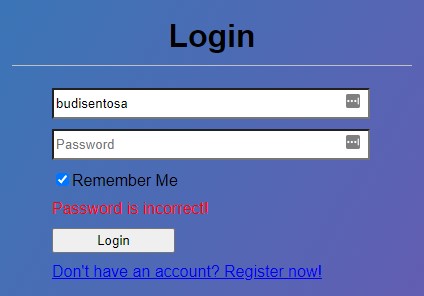 Login
budisentosa
Password
Remember Me
Password is incorrect!
Login
Don't have an account? Register now!